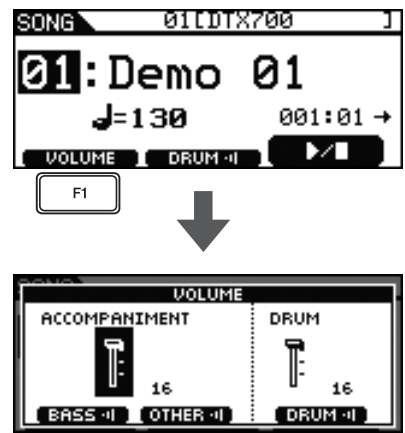 SONG 01[DTX700 ]
01:Demo 01
♩=130 001:01→
VOLUME DRUM
F1
VOLUME
ACCOMPANIMENT DRUM
16 16
BASS OTHER DRUM